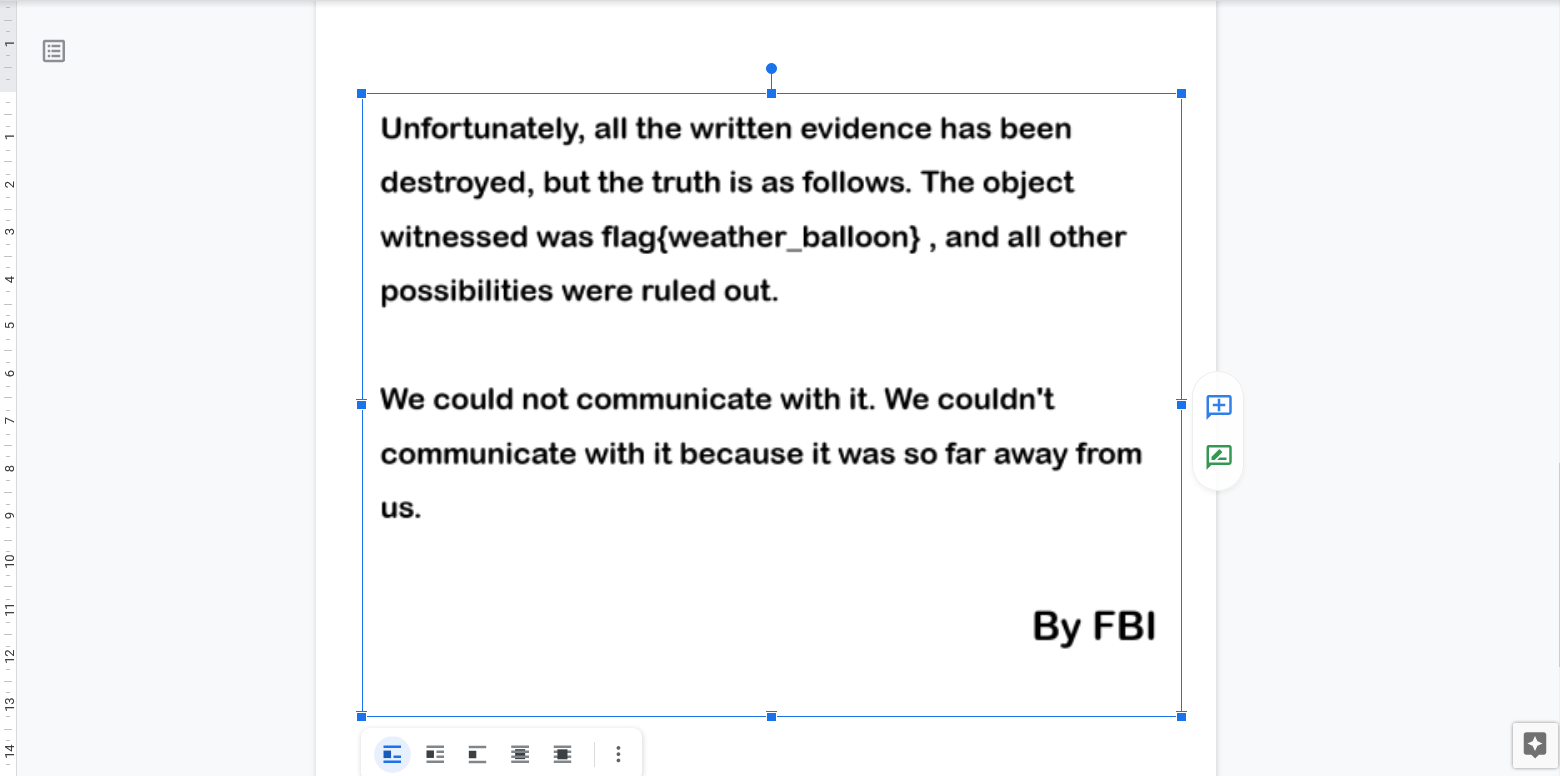 Unfortunately, all the written evidence has been
destroyed, but the truth is as follows. The object
witnessed was flag{weather_balloon} , and all other
possibilities were ruled out.
We could not communicate with it. We couldn't
communicate with it because it was so far away from
us.
By FBI
1
1
2
3
4
5
6
7
8
9
10
11
12
13
14